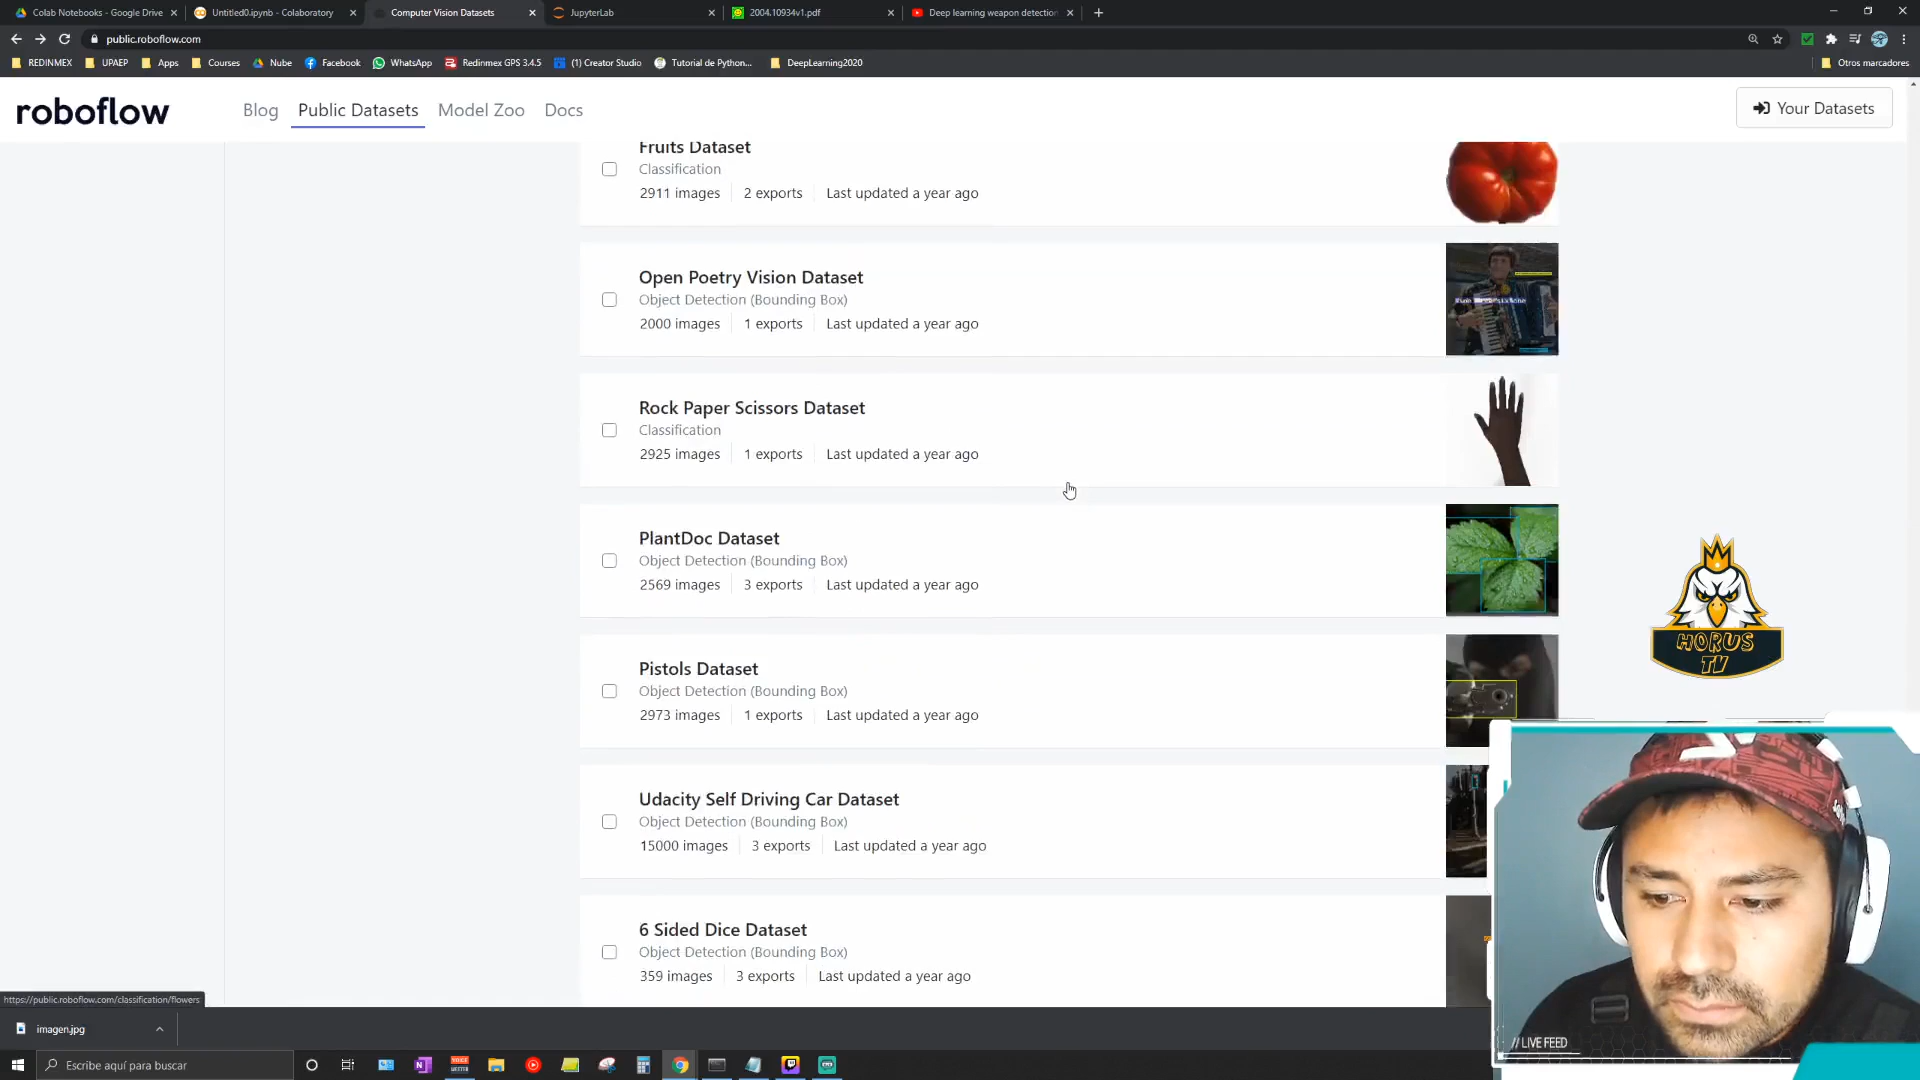 Colab Notebooks - Google Drive
Untitled0.ipynb - Colaboratory
Computer Vision Datasets
JupyterLab
2004.10934v1.pdf
Deep learning weapon detection
public.roboflow.com
REDINMEX
UPAEP
Apps
Courses
Nube
Facebook
WhatsApp
Redinmex GPS 3.4.5
(1) Creator Studio
Tutorial de Python...
DeepLearning2020
Otros marcadores
roboflow
Blog
Public Datasets
Model Zoo
Docs
Your Datasets
Fruits Dataset
Classification
2911 images 2 exports Last updated a year ago
Open Poetry Vision Dataset
Object Detection (Bounding Box)
2000 images 1 exports Last updated a year ago
Rock Paper Scissors Dataset
Classification
2925 images 1 exports Last updated a year ago
PlantDoc Dataset
Object Detection (Bounding Box)
2569 images 3 exports Last updated a year ago
Pistols Dataset
Object Detection (Bounding Box)
2973 images 1 exports Last updated a year ago
Udacity Self Driving Car Dataset
Object Detection (Bounding Box)
15000 images 3 exports Last updated a year ago
6 Sided Dice Dataset
Object Detection (Bounding Box)
359 images 3 exports Last updated a year ago
HORUS
TV
// LIVE FEED
https://public.roboflow.com/classification/flowers
imagen.jpg
Escribe aquí para buscar